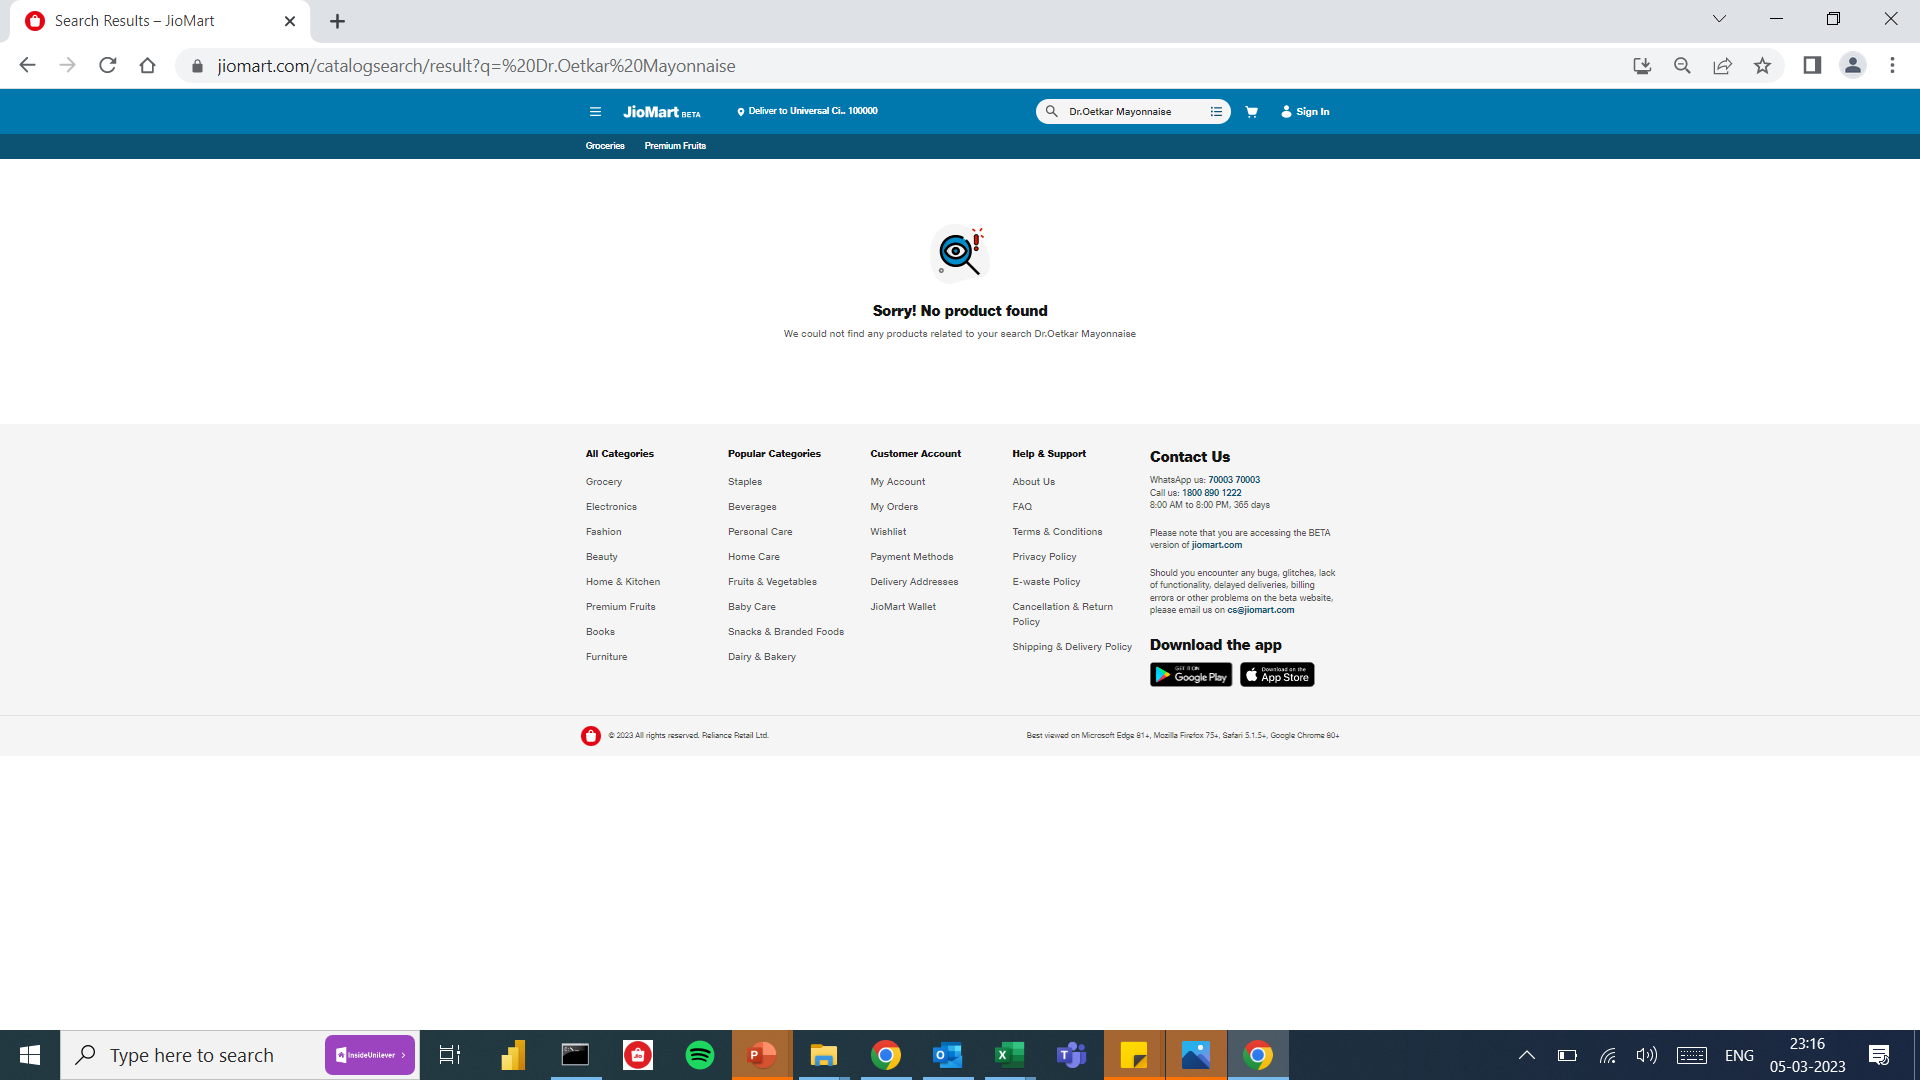 Search Results – JioMart
jiomart.com/catalogsearch/result?q=%20Dr.Oetkar%20Mayonnaise
JioMart BETA
Deliver to Universal Ci... 100000
Dr.Oetkar Mayonnaise
Sign In
Groceries
Premium Fruits
Sorry! No product found
We could not find any products related to your search Dr.Oetkar Mayonnaise
All Categories
Grocery
Electronics
Fashion
Beauty
Home & Kitchen
Premium Fruits
Books
Furniture
Popular Categories
Staples
Beverages
Personal Care
Home Care
Fruits & Vegetables
Baby Care
Snacks & Branded Foods
Dairy & Bakery
Customer Account
My Account
My Orders
Wishlist
Payment Methods
Delivery Addresses
JioMart Wallet
Help & Support
About Us
FAQ
Terms & Conditions
Privacy Policy
E-waste Policy
Cancellation & Return
Policy
Shipping & Delivery Policy
Contact Us
WhatsApp us: 70003 70003
Call us: 1800 890 1222
8:00 AM to 8:00 PM, 365 days
Please note that you are accessing the BETA
version of jiomart.com
Should you encounter any bugs, glitches, lack
of functionality, delayed deliveries, billing
errors or other problems on the beta website,
please email us on cs@jiomart.com
Download the app
GET IT ON
Google Play
Download on the
App Store
© 2023 All rights reserved. Reliance Retail Ltd.
Best viewed on Microsoft Edge 81+, Mozilla Firefox 75+, Safari 5.1.5+, Google Chrome 80+
Type here to search
InsideUnilever
Jio
P
O
X
T
ENG
23:16
05-03-2023